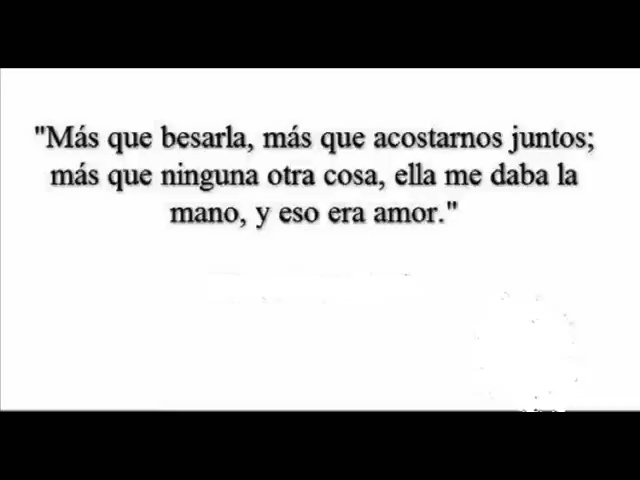 "Más que besarla, más que acostarnos juntos;
más que ninguna otra cosa, ella me daba la
mano, y eso era amor."